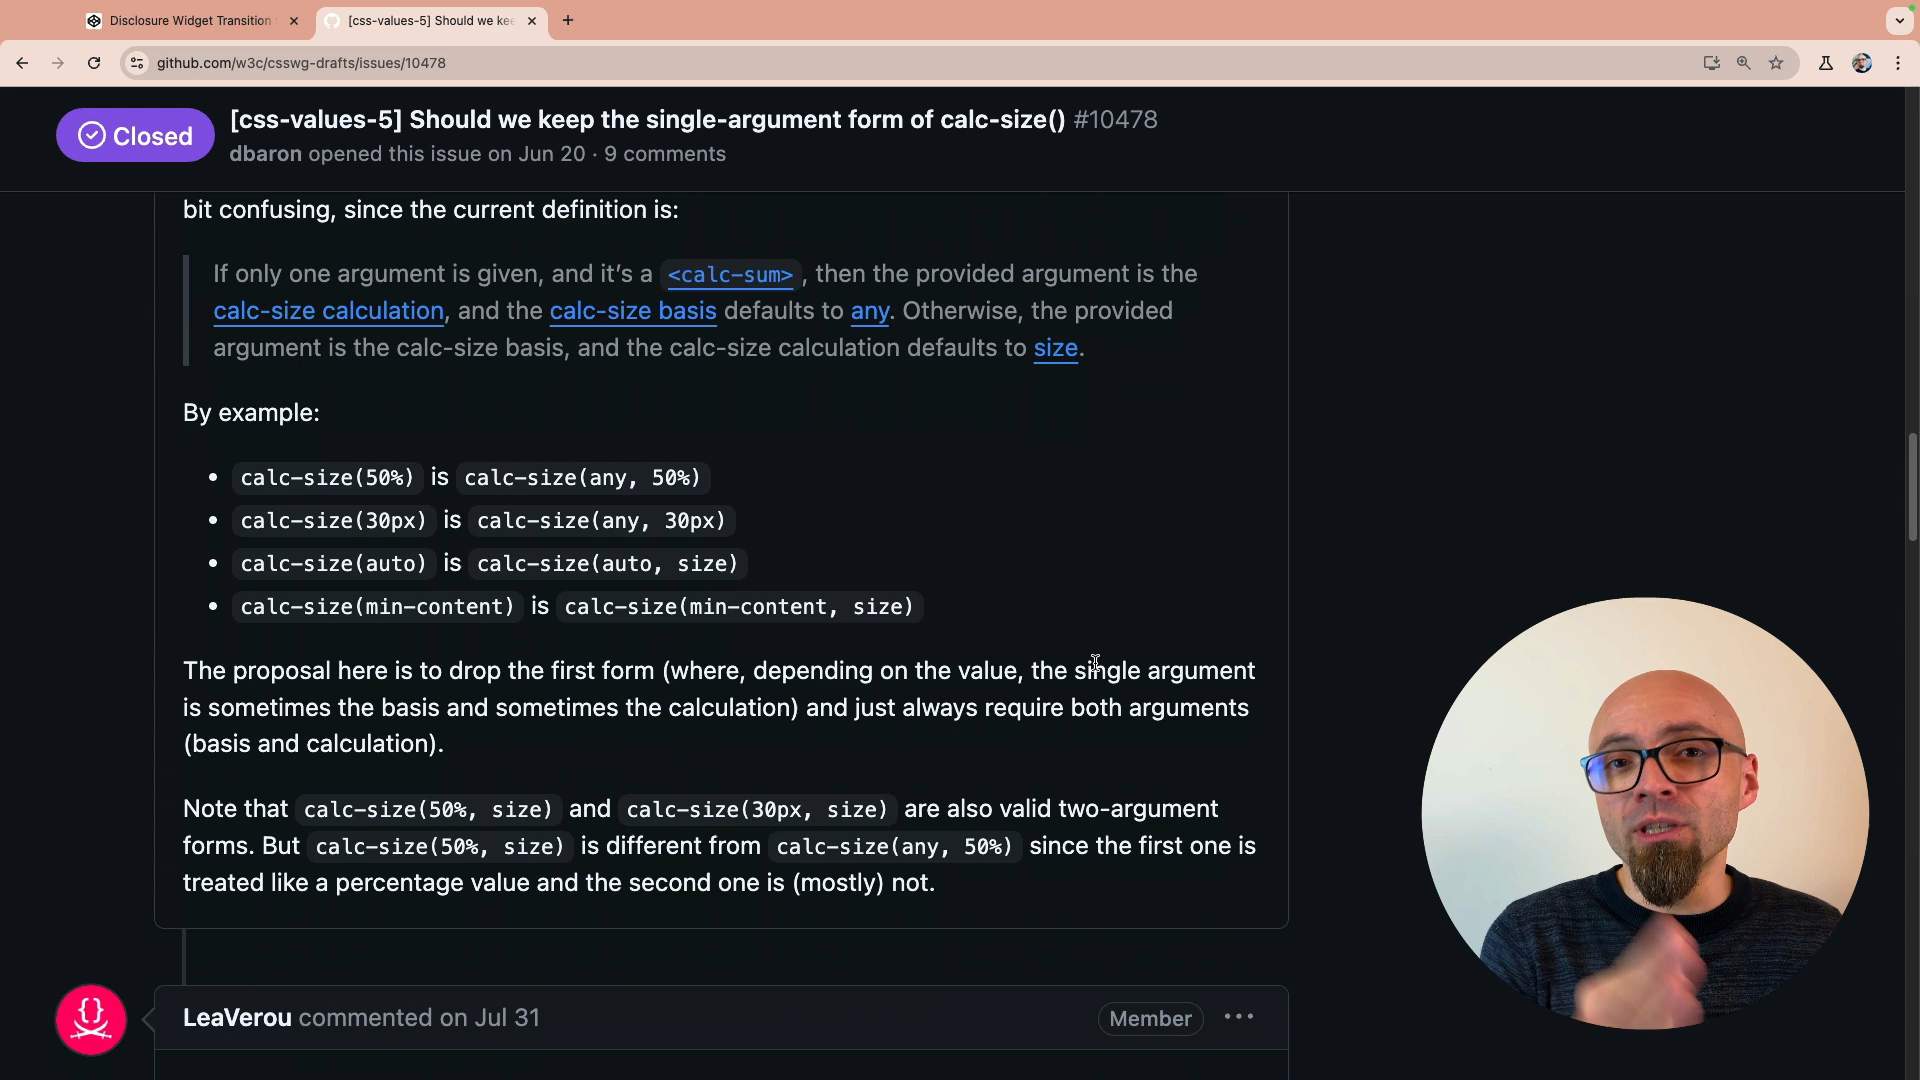 Disclosure Widget Transition
[css-values-5] Should we kee
github.com/w3c/csswg-drafts/issues/10478
Closed
[css-values-5] Should we keep the single-argument form of calc-size() #10478
dbaron opened this issue on Jun 20 · 9 comments
bit confusing, since the current definition is:
If only one argument is given, and it's a <calc-sum>, then the provided argument is the
calc-size calculation, and the calc-size basis defaults to any. Otherwise, the provided
argument is the calc-size basis, and the calc-size calculation defaults to size.
By example:
• calc-size(50%) is calc-size(any, 50%)
• calc-size(30px) is calc-size(any, 30px)
• calc-size(auto) is calc-size(auto, size)
• calc-size(min-content) is calc-size(min-content, size)
The proposal here is to drop the first form (where, depending on the value, the single argument
is sometimes the basis and sometimes the calculation) and just always require both arguments
(basis and calculation).
Note that calc-size(50%, size) and calc-size(30px, size) are also valid two-argument
forms. But calc-size(50%, size) is different from calc-size(any, 50%) since the first one is
treated like a percentage value and the second one is (mostly) not.
LeaVerou commented on Jul 31
Member